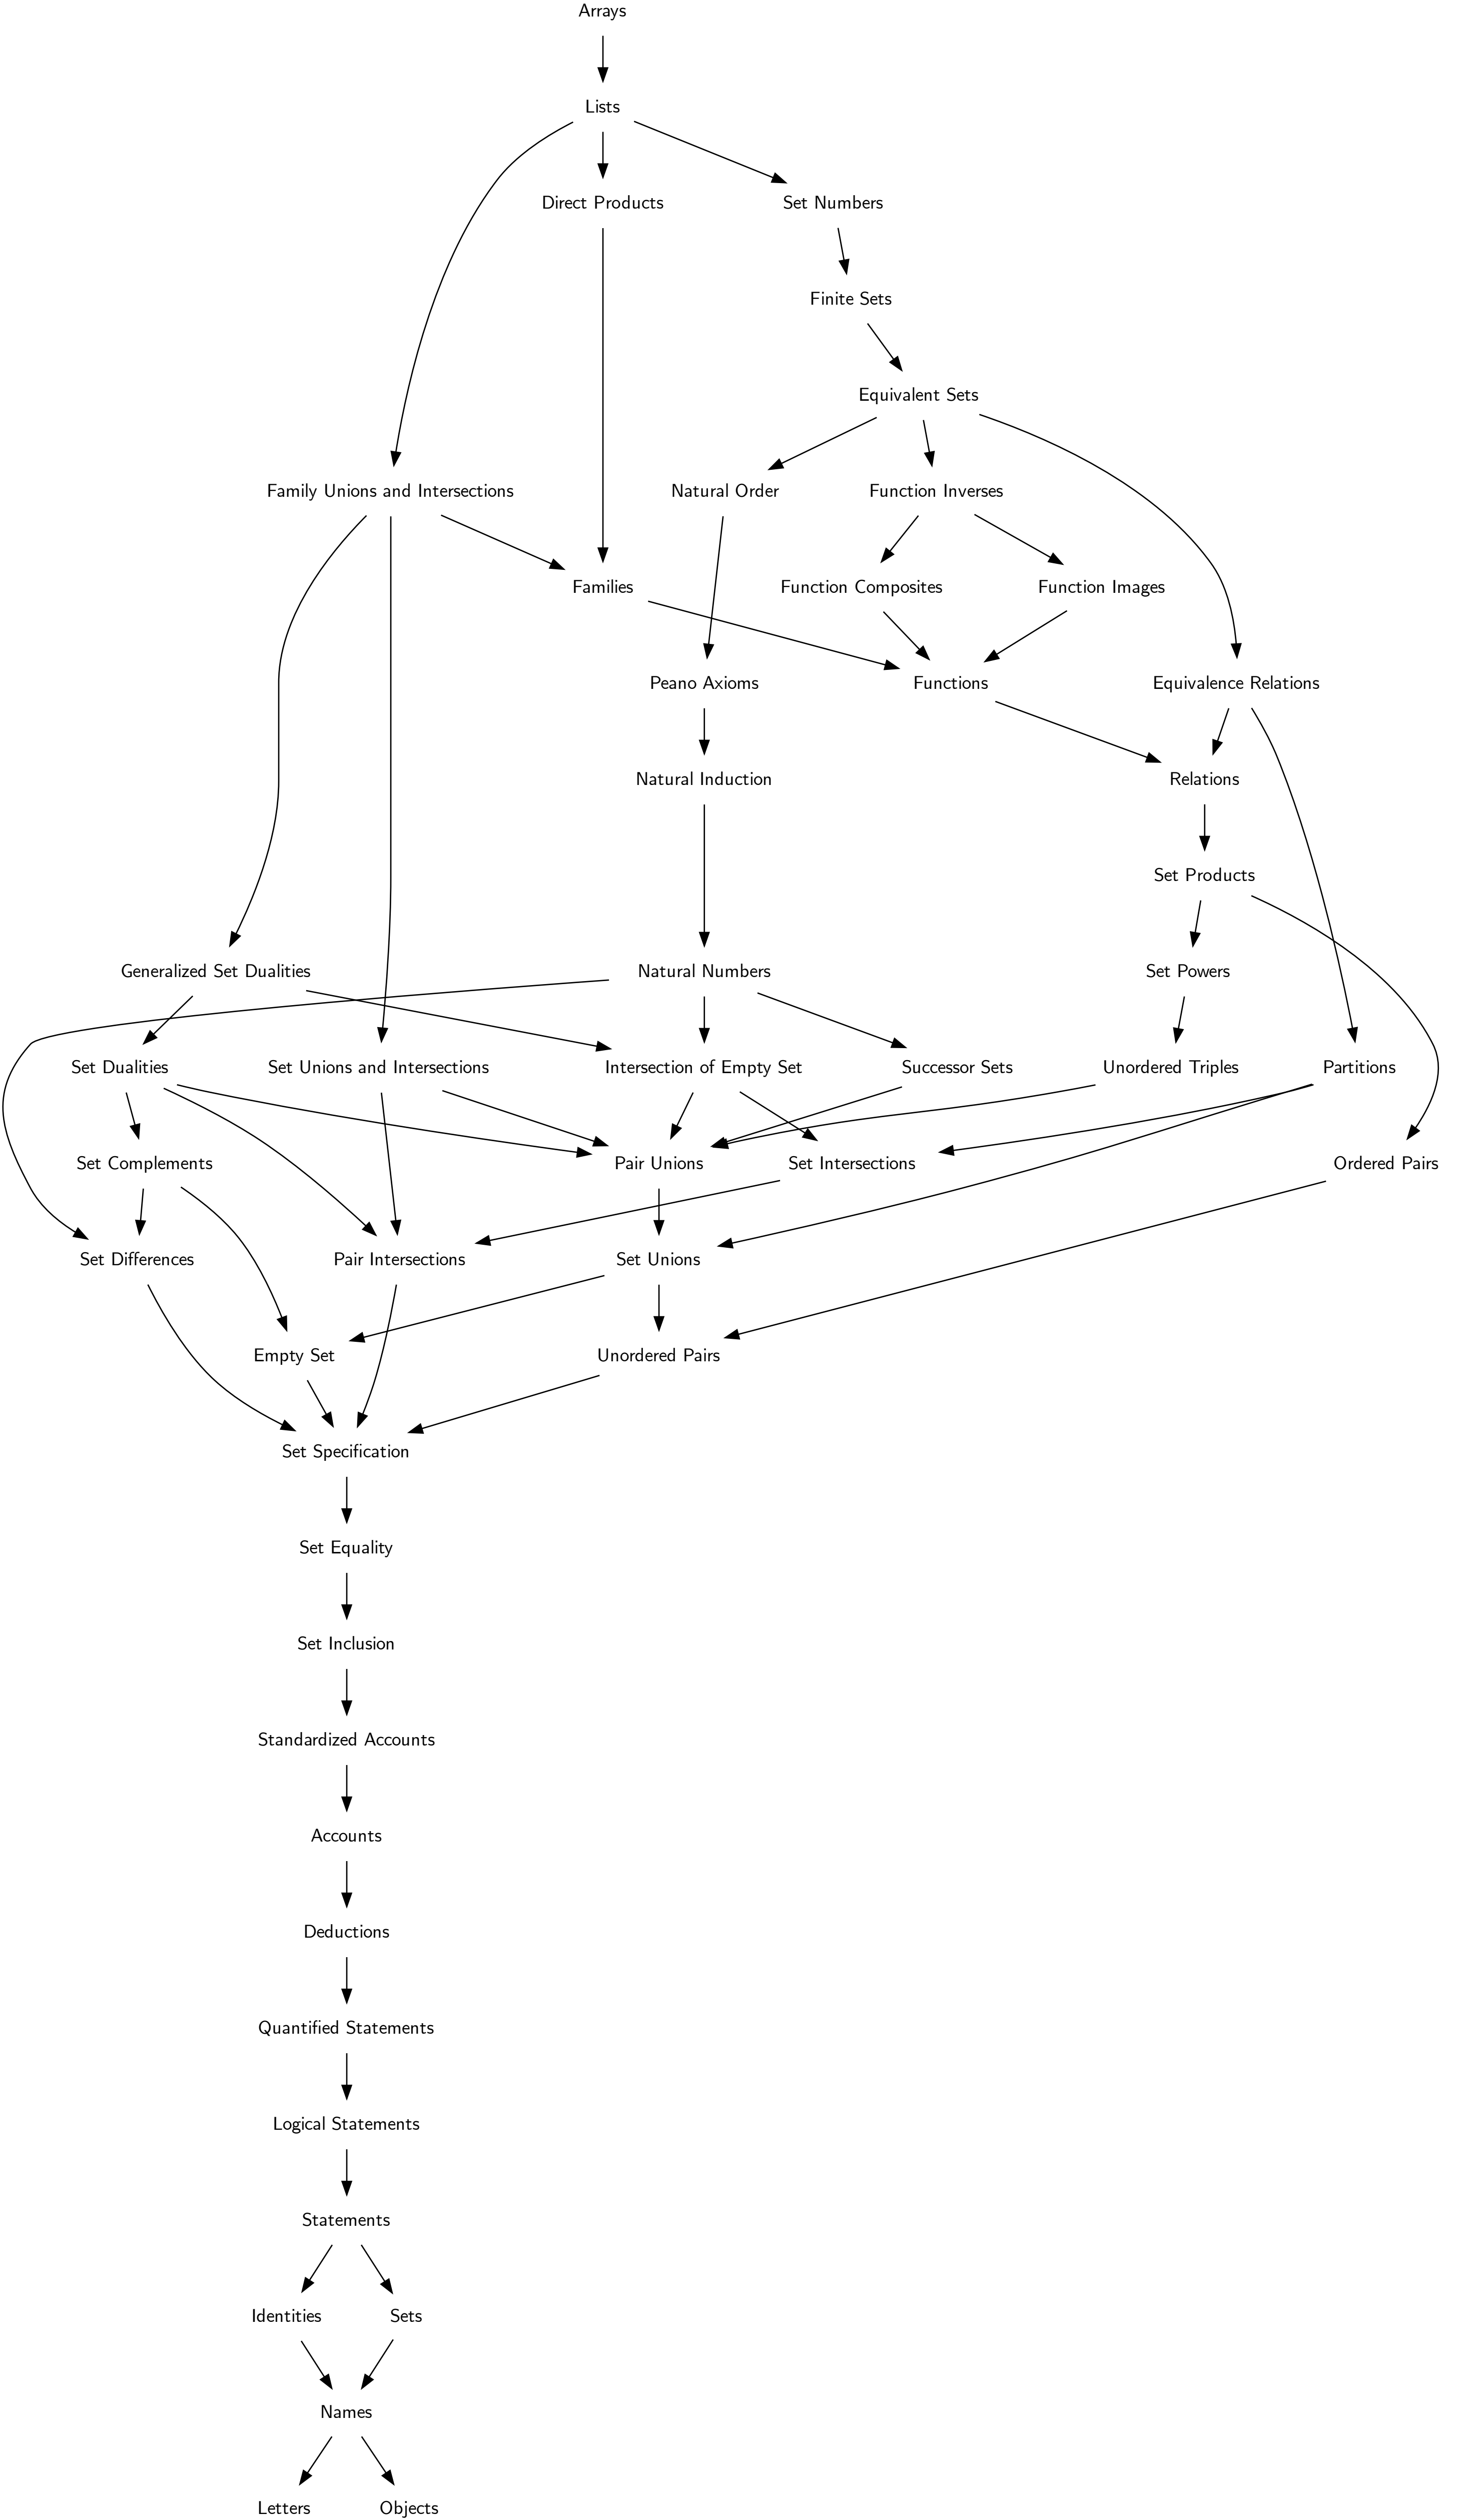 Arrays
Lists
Direct Products
Set Numbers
Finite Sets
Equivalent Sets
Family Unions and Intersections
Natural Order
Function Inverses
Families
Function Composites
Function Images
Peano Axioms
Functions
Equivalence Relations
Natural Induction
Relations
Set Products
Generalized Set Dualities
Natural Numbers
Set Powers
Set Dualities
Set Unions and Intersections
Intersection of Empty Set
Successor Sets
Unordered Triples
Partitions
Set Complements
Pair Unions
Set Intersections
Ordered Pairs
Set Differences
Pair Intersections
Set Unions
Empty Set
Unordered Pairs
Set Specification
Set Equality
Set Inclusion
Standardized Accounts
Accounts
Deductions
Quantified Statements
Logical Statements
Statements
Identities
Sets
Names
Letters
Objects